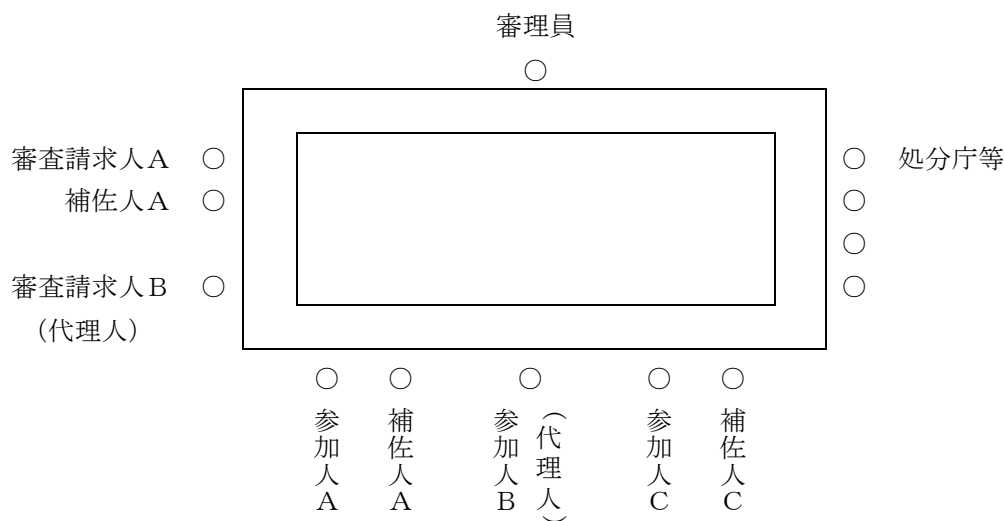 審理員
○
審査請求人A ○
補佐人A ○
審査請求人B ○
（代理人）
○ 処分庁等
○
○
○
○ ○ ○ ○ ○
参加人A
補佐人A
参加人B
（代理人）
参加人C
補佐人C